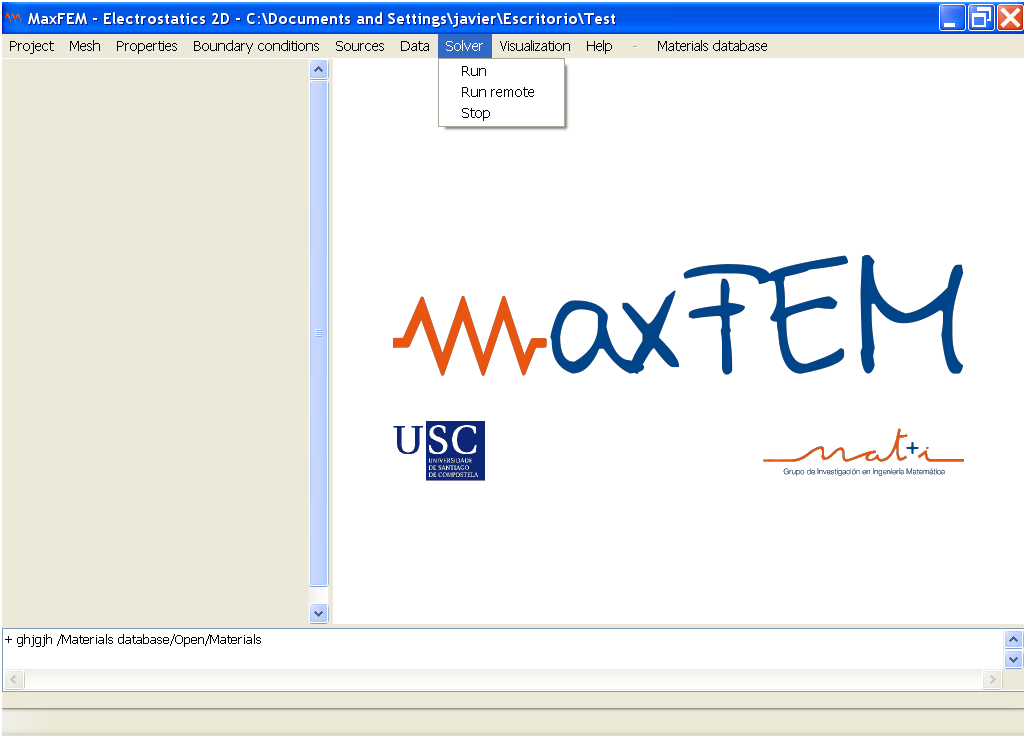 MaxFEM - Electrostatics 2D - C:\Documents and Settings\javier\Escritorio\Test
Project Mesh Properties Boundary conditions Sources Data Solver Visualization Help - Materials database
Run
Run remote
Stop
MaxFEM
USC
UNIVERSIDADE
DE SANTIAGO
DE COMPOSTELA
mat+i
Grupo de Investigación en Ingeniería Matemática
+ ghjgjh /Materials database/Open/Materials